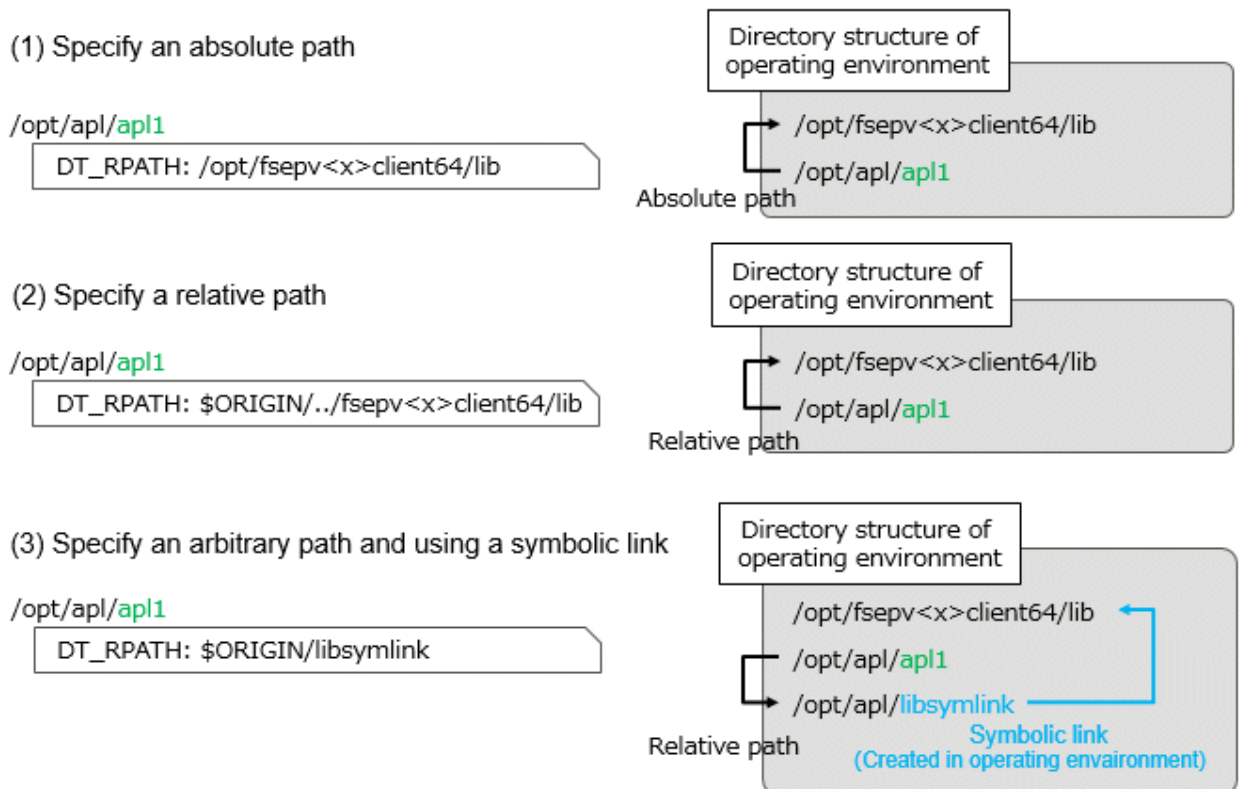 (1) Specify an absolute path
/opt/apl/apl1
DT_RPATH: /opt/fsepv<x>client64/lib
Directory structure of
operating environment
/opt/fsepv<x>client64/lib
/opt/apl/apl1
Absolute path
(2) Specify a relative path
/opt/apl/apl1
DT_RPATH: $ORIGIN/../fsepv<x>client64/lib
Directory structure of
operating environment
/opt/fsepv<x>client64/lib
/opt/apl/apl1
Relative path
(3) Specify an arbitrary path and using a symbolic link
/opt/apl/apl1
DT_RPATH: $ORIGIN/libsymlink
Directory structure of
operating environment
/opt/fsepv<x>client64/lib
/opt/apl/apl1
/opt/apl/libsymlink
Relative path
Symbolic link
(Created in operating envaironment)